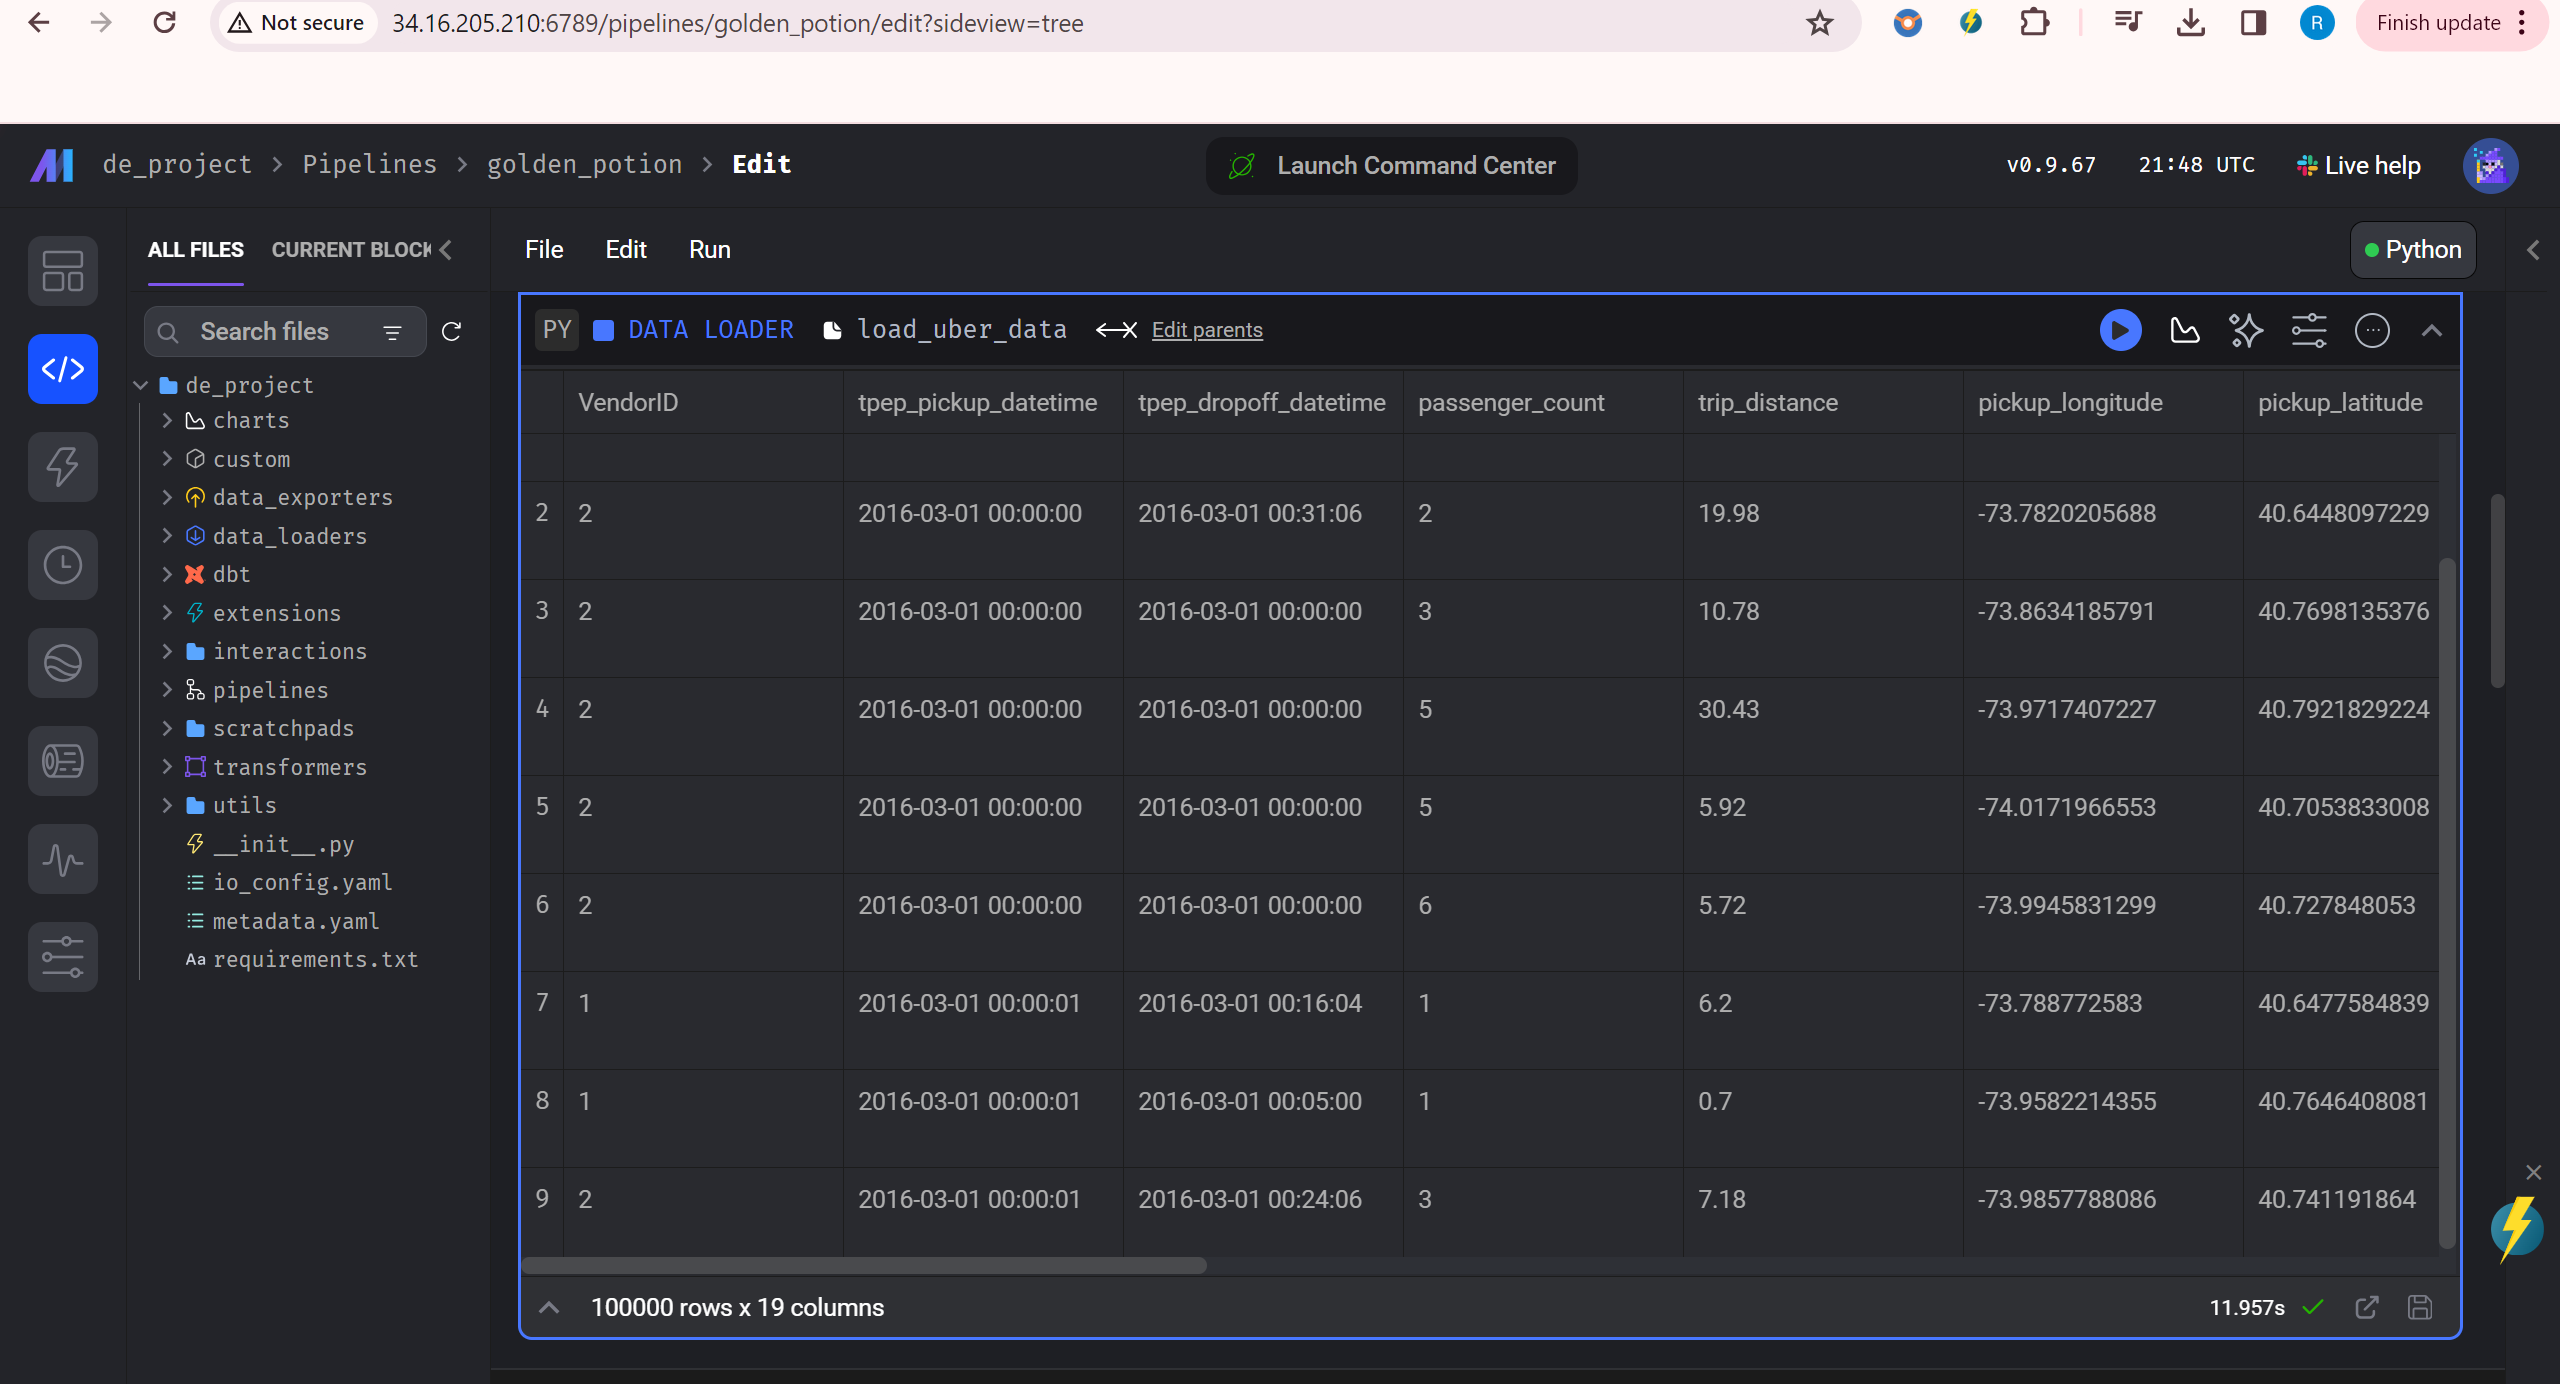 Not secure 34.16.205.210:6789/pipelines/golden_potion/edit?sideview=tree R Finish update
de_project > Pipelines > golden_potion > Edit Launch Command Center v0.9.67 21:48 UTC Live help
ALL FILES CURRENT BLOCK File Edit Run Python
Search files
PY DATA LOADER load_uber_data Edit parents
de_project
charts
custom
data_exporters
data_loaders
dbt
extensions
interactions
pipelines
scratchpads
transformers
utils
__init__.py
io_config.yaml
metadata.yaml
Aa requirements.txt
VendorID tpep_pickup_datetime tpep_dropoff_datetime passenger_count trip_distance pickup_longitude pickup_latitude
2 2 2016-03-01 00:00:00 2016-03-01 00:31:06 2 19.98 -73.7820205688 40.6448097229
3 2 2016-03-01 00:00:00 2016-03-01 00:00:00 3 10.78 -73.8634185791 40.7698135376
4 2 2016-03-01 00:00:00 2016-03-01 00:00:00 5 30.43 -73.9717407227 40.7921829224
5 2 2016-03-01 00:00:00 2016-03-01 00:00:00 5 5.92 -74.0171966553 40.7053833008
6 2 2016-03-01 00:00:00 2016-03-01 00:00:00 6 5.72 -73.9945831299 40.727848053
7 1 2016-03-01 00:00:01 2016-03-01 00:16:04 1 6.2 -73.788772583 40.6477584839
8 1 2016-03-01 00:00:01 2016-03-01 00:05:00 1 0.7 -73.9582214355 40.7646408081
9 2 2016-03-01 00:00:01 2016-03-01 00:24:06 3 7.18 -73.9857788086 40.741191864
100000 rows x 19 columns 11.957s